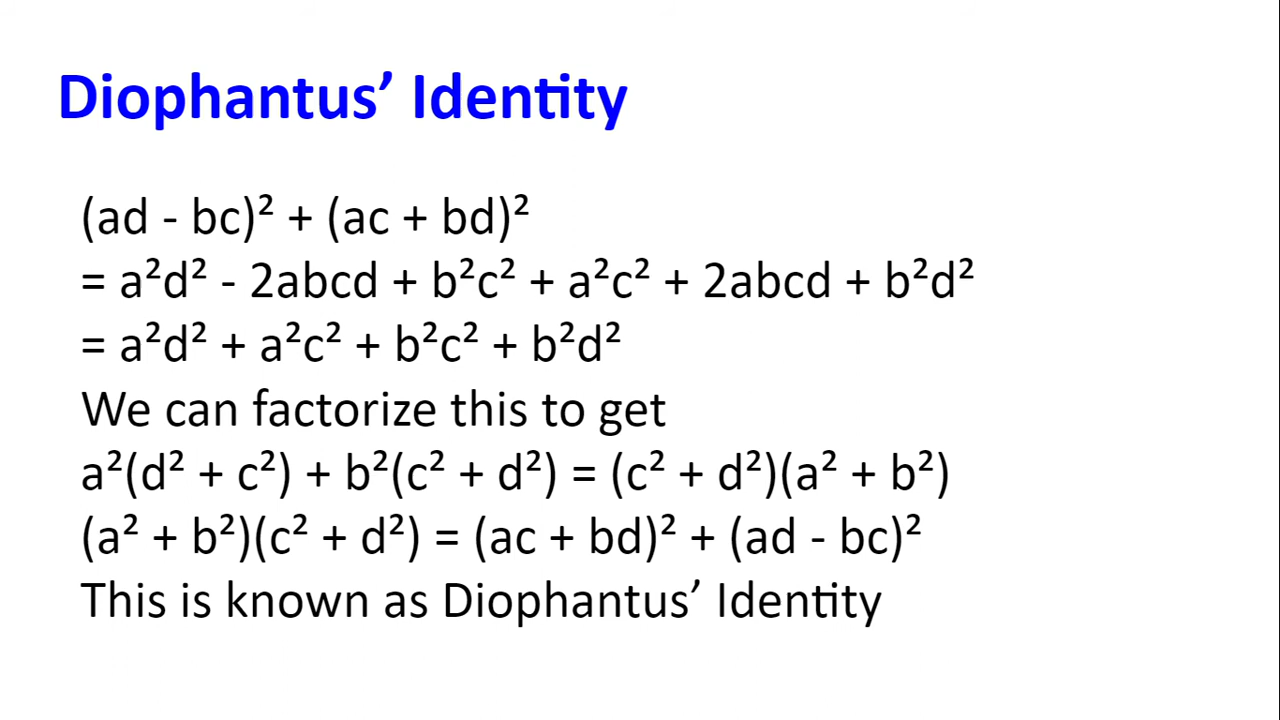 Diophantus’ Identity
(ad - bc)² + (ac + bd)²
= a²d² - 2abcd + b²c² + a²c² + 2abcd + b²d²
= a²d² + a²c² + b²c² + b²d²
We can factorize this to get
a²(d² + c²) + b²(c² + d²) = (c² + d²)(a² + b²)
(a² + b²)(c² + d²) = (ac + bd)² + (ad - bc)²
This is known as Diophantus’ Identity